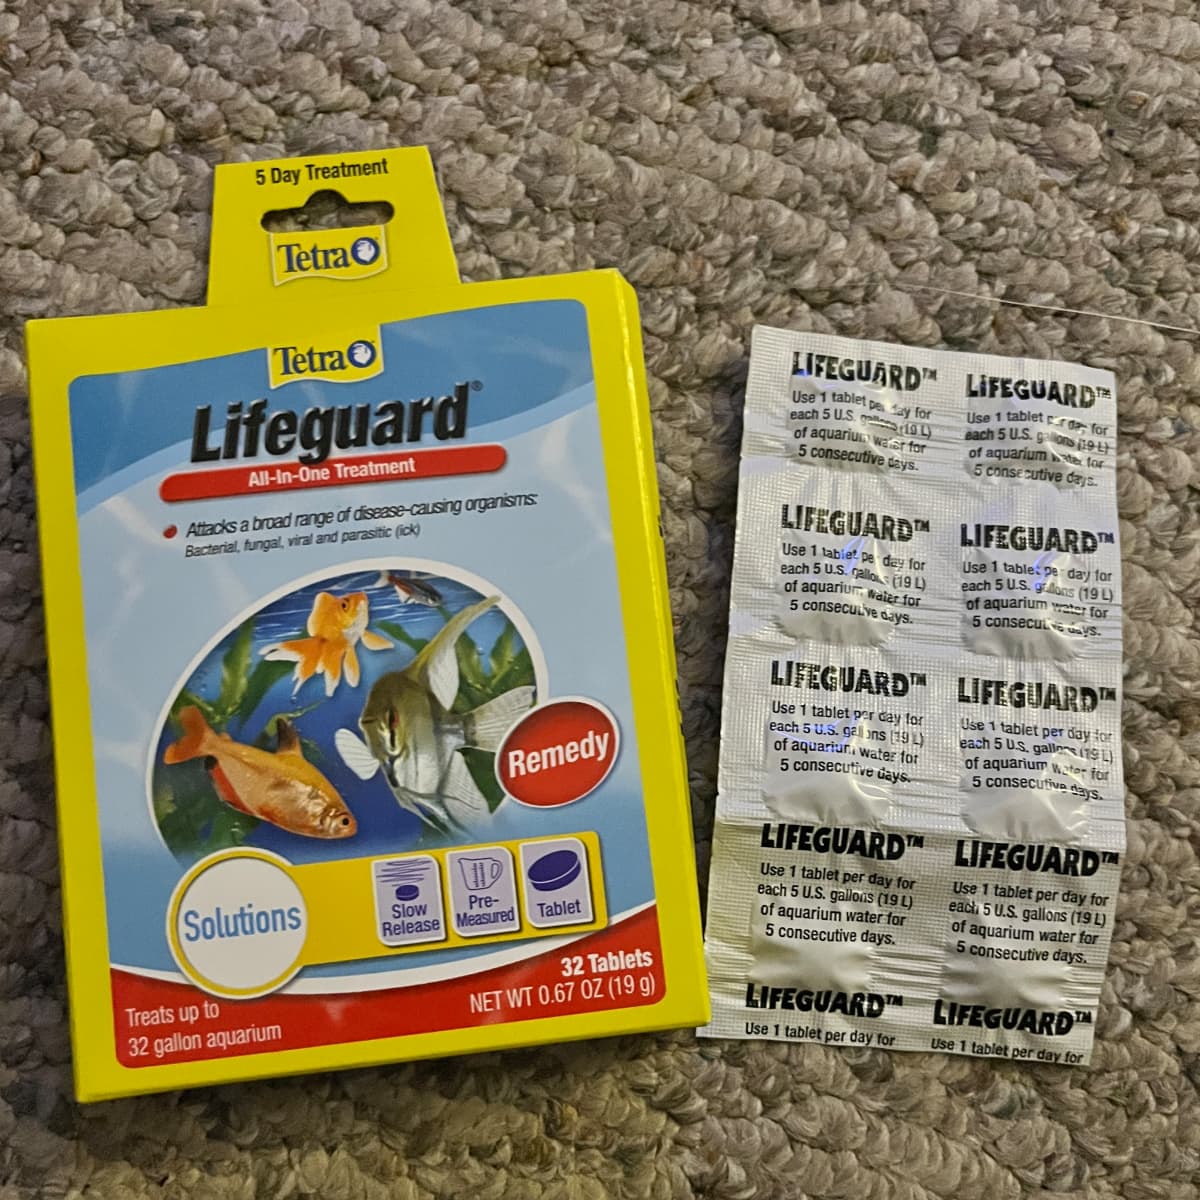 5 Day Treatment
Tetra
Tetra
Lifeguard®
All-In-One Treatment
Attacks a broad range of disease-causing organisms:
Bacterial, fungal, viral and parasitic (ick)
Remedy
Solutions
Slow
Release
Pre-
Measured
Tablet
32 Tablets
NET WT 0.67 OZ (19 g)
Treats up to
32 gallon aquarium
LIFEGUARD™
Use 1 tablet per day for
each 5 U.S. gallons (19 L)
of aquarium water for
5 consecutive days.
LIFEGUARD™
Use 1 tablet per day for
each 5 U.S. gallons (19 L)
of aquarium water for
5 consecutive days.
LIFEGUARD™
Use 1 tablet per day for
each 5 U.S. gallons (19 L)
of aquarium water for
5 consecutive days.
LIFEGUARD™
Use 1 tablet per day for
each 5 U.S. gallons (19 L)
of aquarium water for
5 consecutive days.
LIFEGUARD™
Use 1 tablet per day for
each 5 U.S. gallons (19 L)
of aquarium water for
5 consecutive days.
LIFEGUARD™
Use 1 tablet per day for
each 5 U.S. gallons (19 L)
of aquarium water for
5 consecutive days.
LIFEGUARD™
Use 1 tablet per day for
each 5 U.S. gallons (19 L)
of aquarium water for
5 consecutive days.
LIFEGUARD™
Use 1 tablet per day for
each 5 U.S. gallons (19 L)
of aquarium water for
5 consecutive days.
LIFEGUARD™
Use 1 tablet per day for
LIFEGUARD™
Use 1 tablet per day for